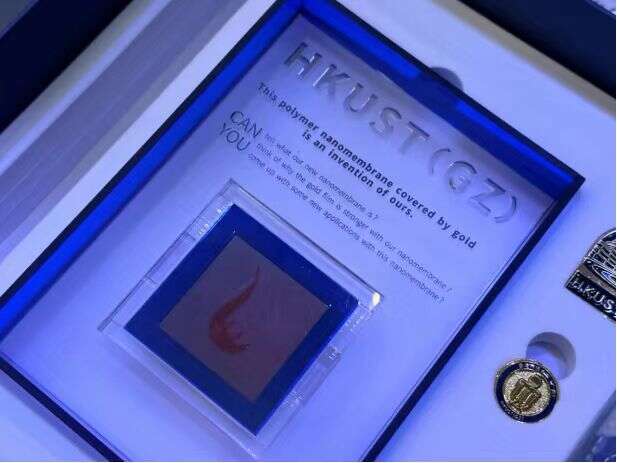 HKUST(GZ)
This polymer nanomembrane covered by gold
is an invention of ours.
CAN
YOU
tell what our new nanomembrane is?
think of why the gold film is stronger with our nanomembrane?
come up with some new applications with this nanomembrane?
HKUST